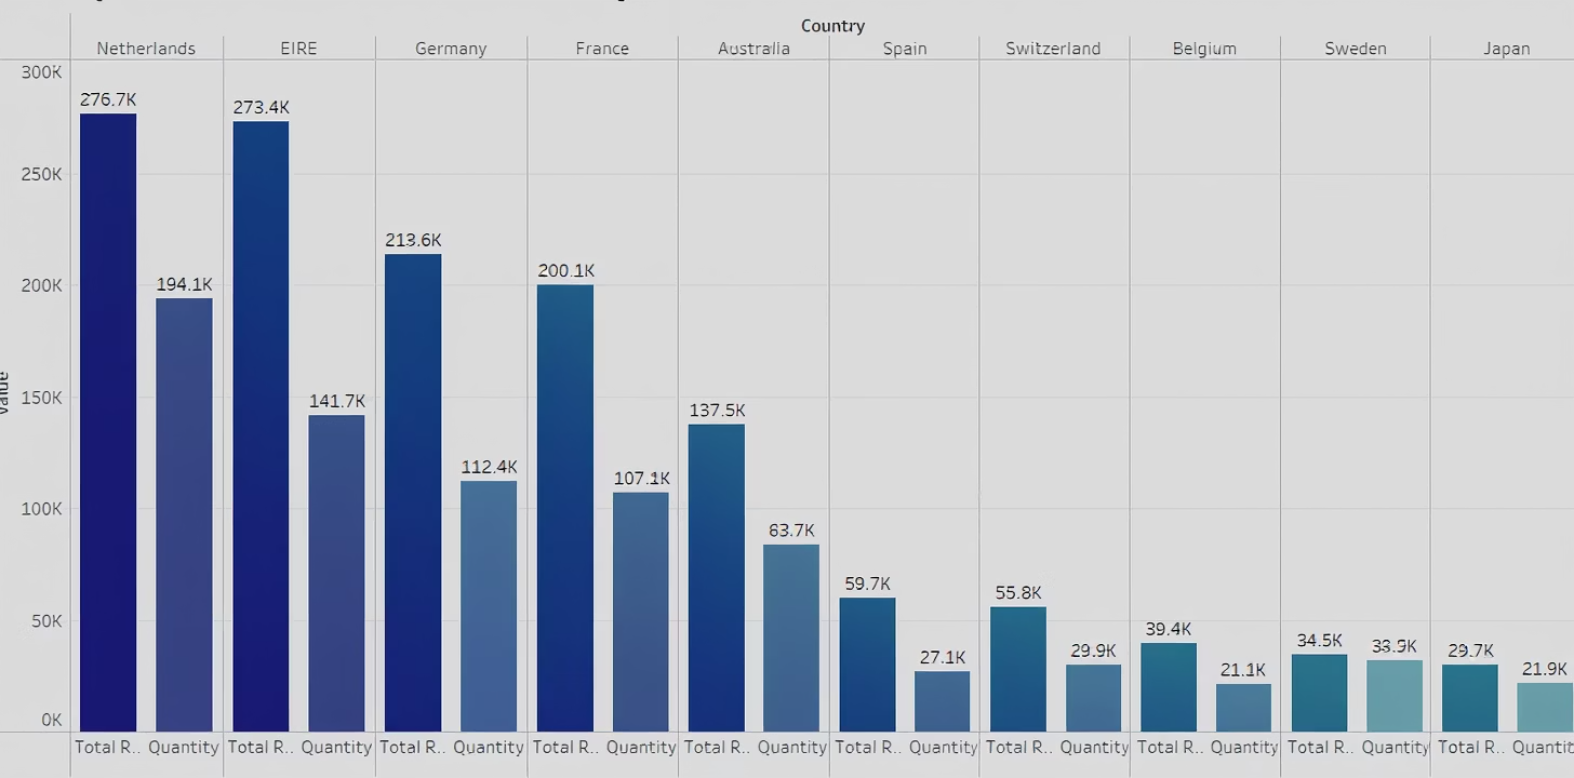 Country
Netherlands EIRE Germany France Australia Spain Switzerland Belgium Sweden Japan
300K
276.7K
273.4K
250K
213.6K
200.1K
200K
194.1K
150K
141.7K
137.5K
112.4K
107.1K
100K
63.7K
59.7K
55.8K
50K
39.4K
34.5K
29.7K
29.9K
27.1K
21.1K
21.9K
0K
Value
Total R.. Quantity Total R.. Quantity Total R.. Quantity Total R.. Quantity Total R.. Quantity Total R.. Quantity Total R.. Quantity Total R.. Quantity Total R.. Quantity Total R.. Quantit